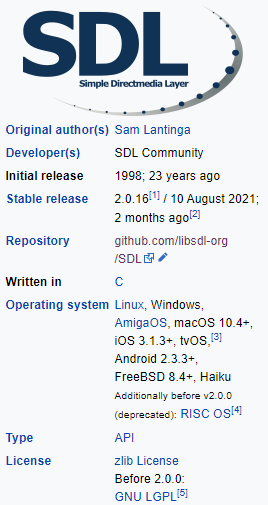 SDL
Simple Directmedia Layer
Original author(s) Sam Lantinga
Developer(s) SDL Community
Initial release 1998; 23 years ago
Stable release 2.0.16[1] / 10 August 2021;
2 months ago[2]
Repository github.com/libsdl-org
/SDL
Written in C
Operating system Linux, Windows,
AmigaOS, macOS 10.4+,
iOS 3.1.3+, tvOS,[3]
Android 2.3.3+,
FreeBSD 8.4+, Haiku
Additionally before v2.0.0
(deprecated): RISC OS[4]
Type API
License zlib License
Before 2.0.0:
GNU LGPL[5]